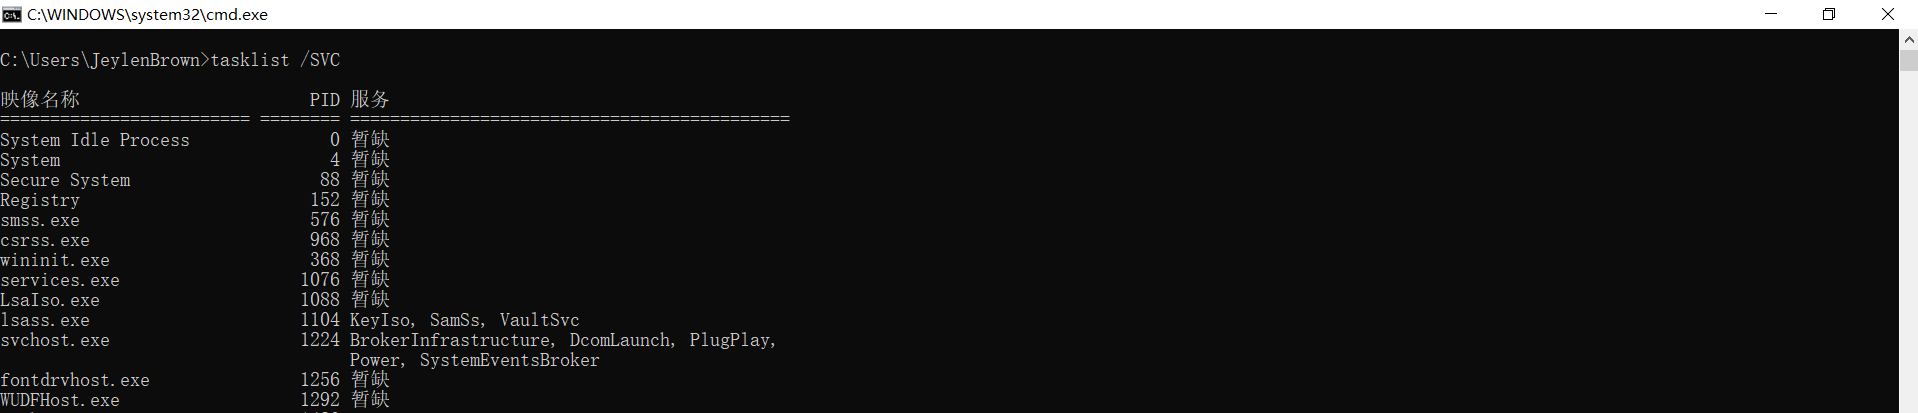 C:\WINDOWS\system32\cmd.exe
C:\Users\JeylenBrown>tasklist /SVC
映像名称                       PID 服务
========================= ======== ============================================
System Idle Process              0 暂缺
System                           4 暂缺
Secure System                   88 暂缺
Registry                       152 暂缺
smss.exe                       576 暂缺
csrss.exe                      968 暂缺
wininit.exe                    368 暂缺
services.exe                  1076 暂缺
LsaIso.exe                    1088 暂缺
lsass.exe                     1104 KeyIso, SamSs, VaultSvc
svchost.exe                   1224 BrokerInfrastructure, DcomLaunch, PlugPlay,
                                   Power, SystemEventsBroker
fontdrvhost.exe               1256 暂缺
WUDFHost.exe                  1292 暂缺